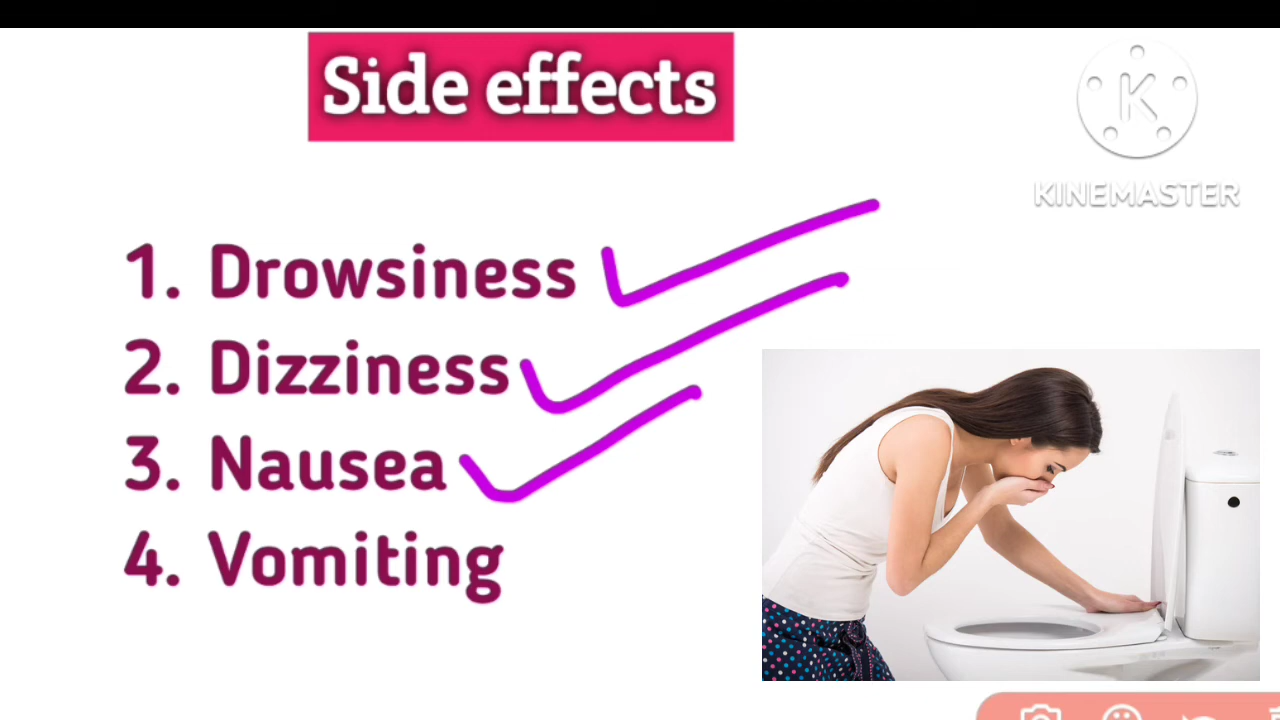 Side effects
KINEMASTER
1. Drowsiness
2. Dizziness
3. Nausea
4. Vomiting